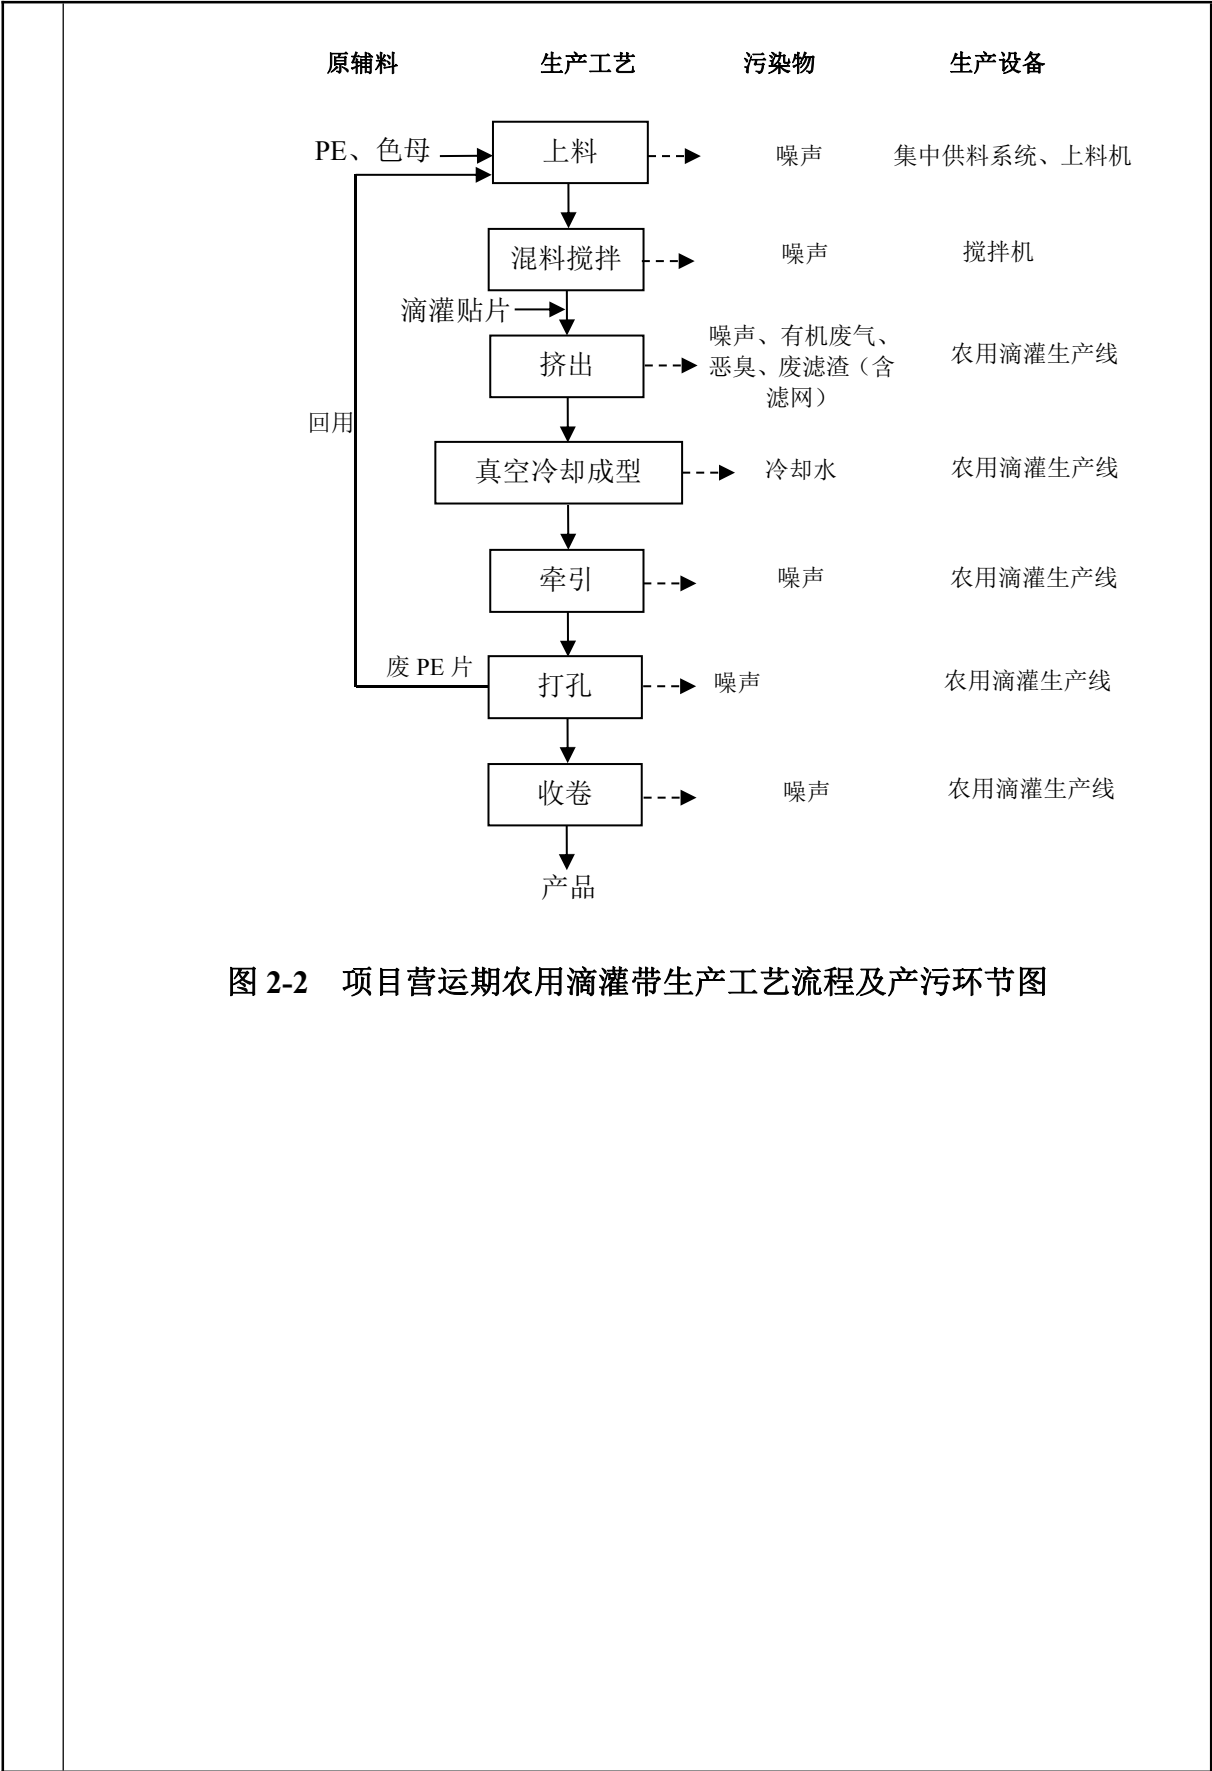 原辅料 生产工艺 污染物 生产设备
PE、色母 上料 噪声 集中供料系统、上料机
混料搅拌 噪声 搅拌机
滴灌贴片
挤出 噪声、有机废气、 农用滴灌生产线
恶臭、废滤渣（含
滤网）
回用
真空冷却成型 冷却水 农用滴灌生产线
牵引 噪声 农用滴灌生产线
废 PE 片 打孔 噪声 农用滴灌生产线
收卷 噪声 农用滴灌生产线
产品
图 2-2 项目营运期农用滴灌带生产工艺流程及产污环节图